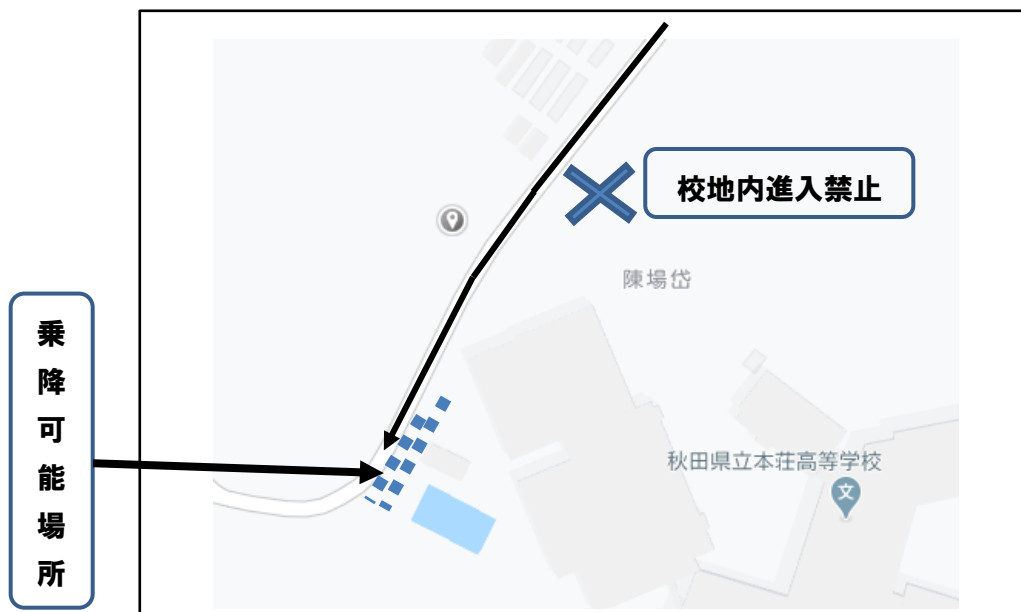 校地内進入禁止
陳場岱
乗降可能場所
秋田県立本荘高等学校
文